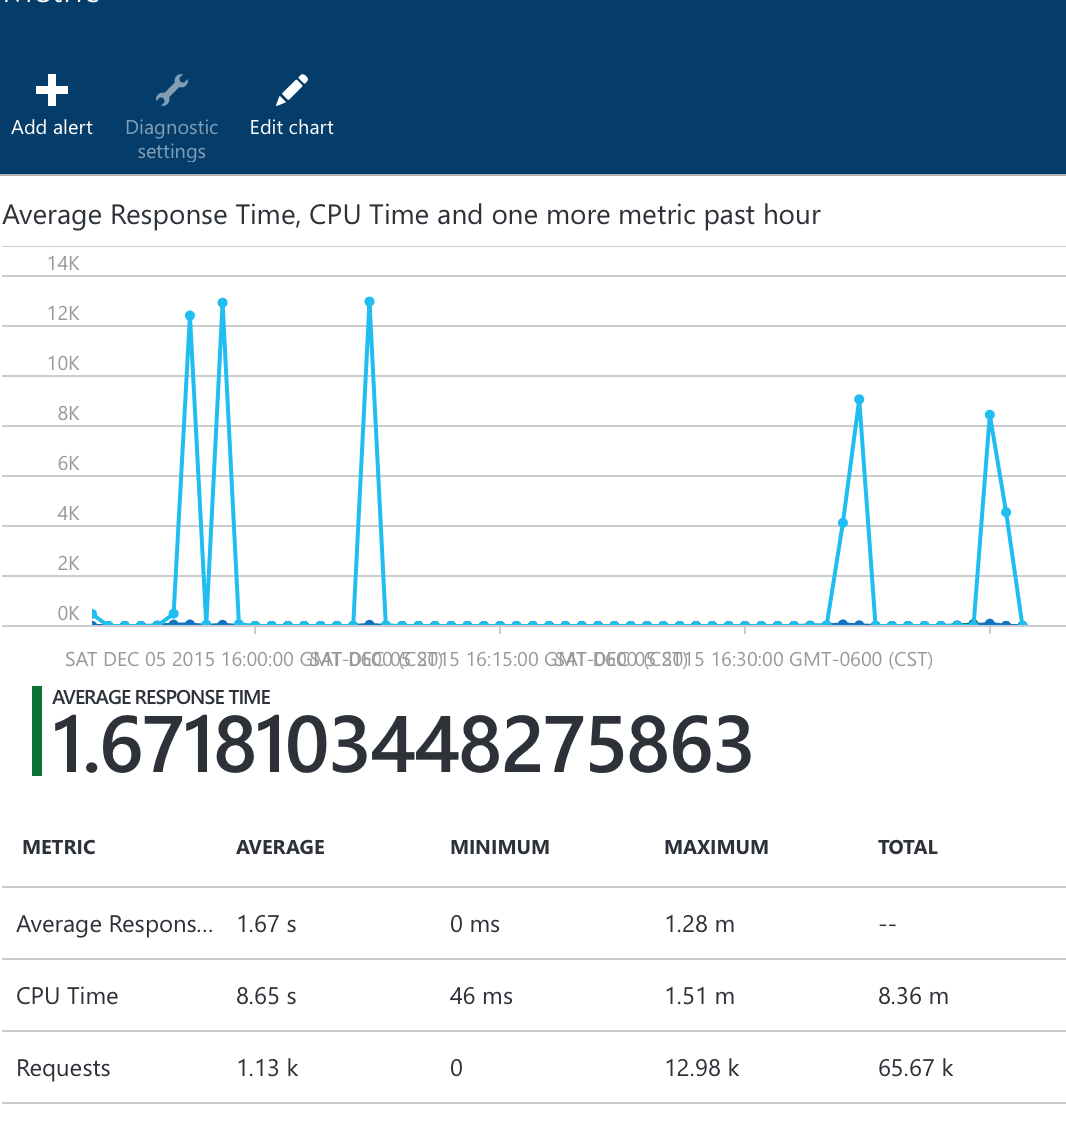 Metric
Add alert
Diagnostic settings
Edit chart
Average Response Time, CPU Time and one more metric past hour
14K
12K
10K
8K
6K
4K
2K
0K
SAT DEC 05 2015 16:00:00 GMT-0600 (CST)
SAT DEC 05 2015 16:15:00 GMT-0600 (CST)
SAT DEC 05 2015 16:30:00 GMT-0600 (CST)
AVERAGE RESPONSE TIME
1.6718103448275863
METRIC AVERAGE MINIMUM MAXIMUM TOTAL
Average Respons... 1.67 s 0 ms 1.28 m --
CPU Time 8.65 s 46 ms 1.51 m 8.36 m
Requests 1.13 k 0 12.98 k 65.67 k